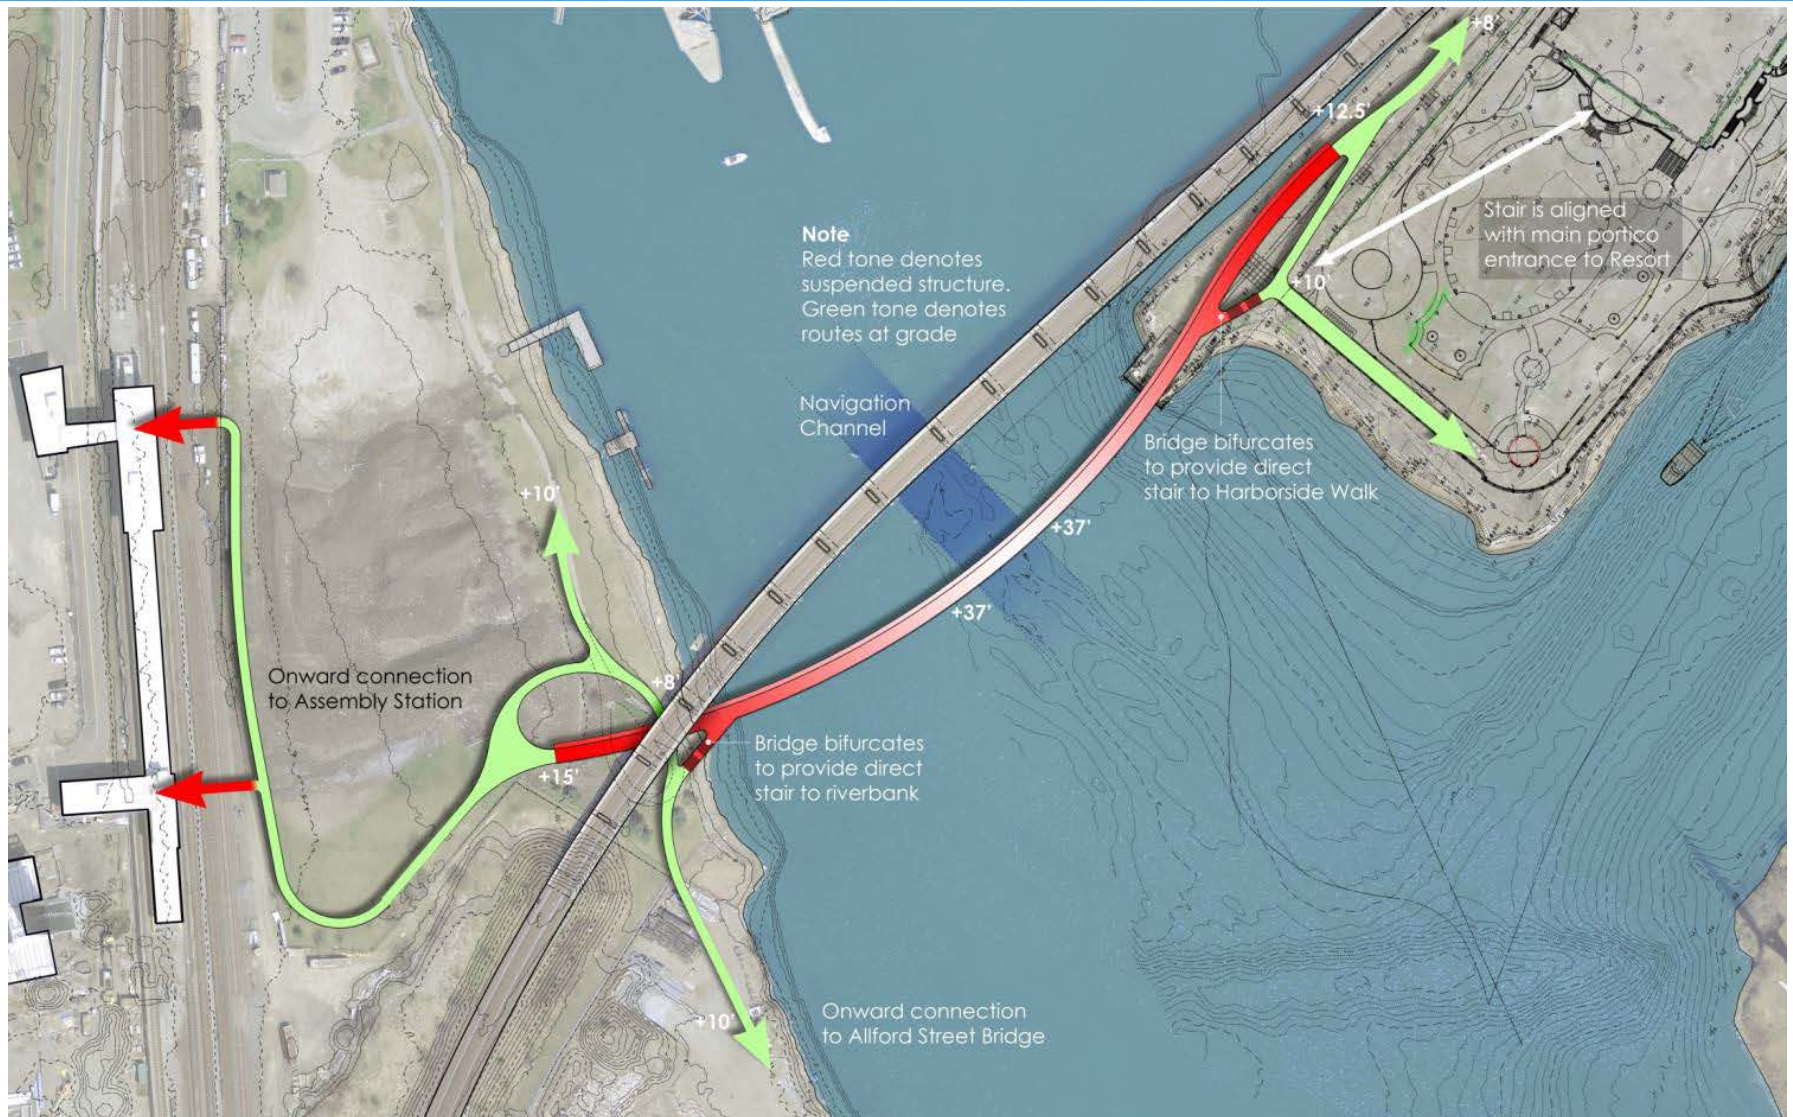 +8'
+12.5'
Stair is aligned
with main portico
entrance to Resort
Note
Red tone denotes
suspended structure.
Green tone denotes
routes at grade
+10'
Navigation
Channel
Bridge bifurcates
to provide direct
stair to Harborside Walk
+10'
+37'
+37'
Onward connection
to Assembly Station
+8'
Bridge bifurcates
to provide direct
stair to riverbank
+15'
+10'
Onward connection
to Allford Street Bridge